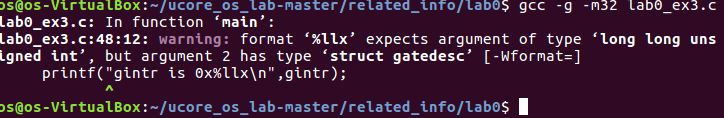 os@os-VirtualBox:~/ucore_os_lab-master/related_info/lab0$ gcc -g -m32 lab0_ex3.c
lab0_ex3.c: In function ‘main’:
lab0_ex3.c:48:12: warning: format ‘%llx’ expects argument of type ‘long long uns
igned int’, but argument 2 has type ‘struct gatedesc’ [-Wformat=]
printf("gintr is 0x%llx\n",gintr);
^
os@os-VirtualBox:~/ucore_os_lab-master/related_info/lab0$